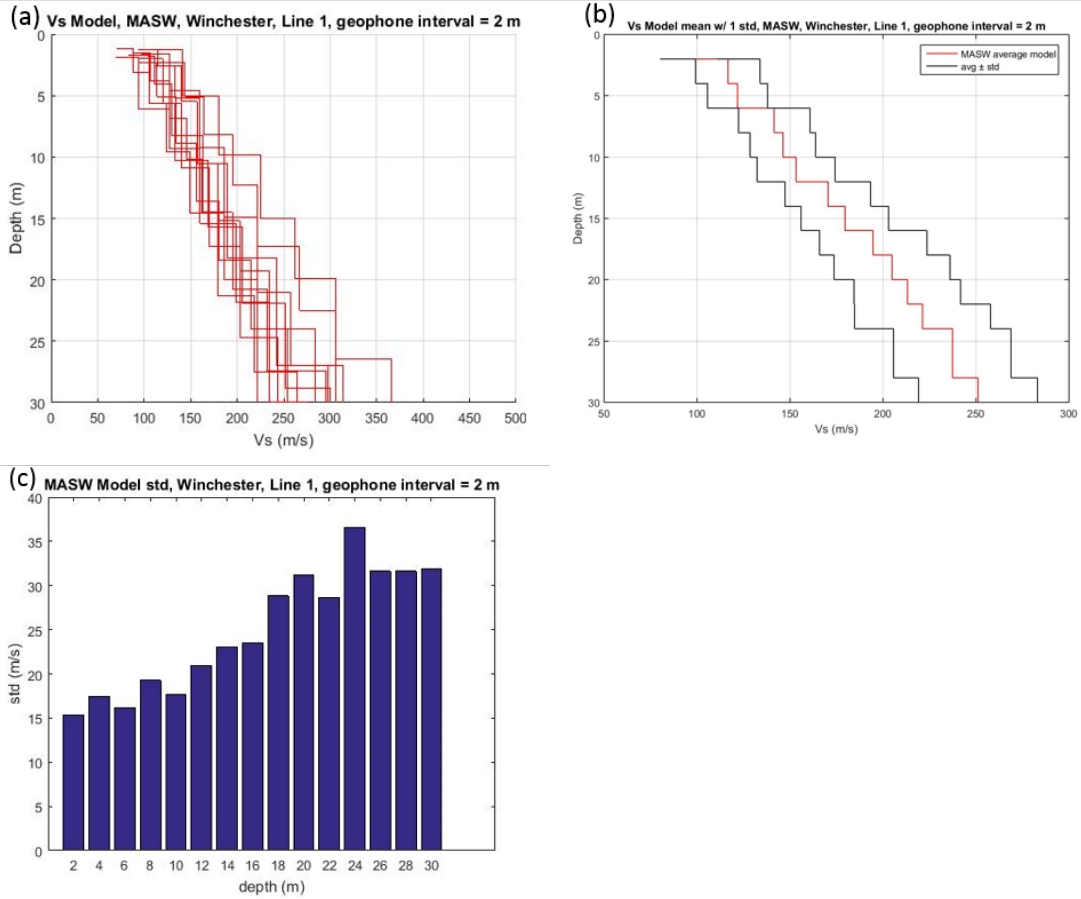 (a)
Vs Model, MASW, Winchester, Line 1, geophone interval = 2 m
0
5
10
15
20
25
30
Depth (m)
0 50 100 150 200 250 300 350 400 450 500
Vs (m/s)
(b)
Vs Model mean w/ 1 std, MASW, Winchester, Line 1, geophone interval = 2 m
MASW average model
avg ± std
0
5
10
15
20
25
30
Depth (m)
50 100 150 200 250 300
Vs (m/s)
(c)
MASW Model std, Winchester, Line 1, geophone interval = 2 m
40
35
30
25
20
15
10
5
0
std (m/s)
2 4 6 8 10 12 14 16 18 20 22 24 26 28 30
depth (m)